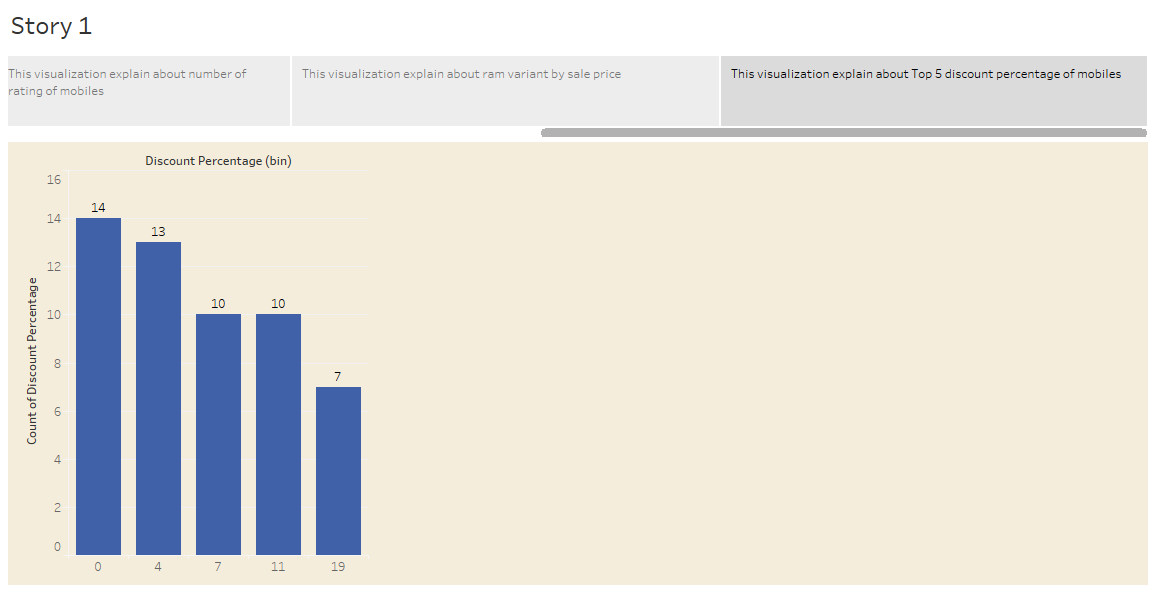 Story 1
This visualization explain about number of
rating of mobiles
This visualization explain about ram variant by sale price
This visualization explain about Top 5 discount percentage of mobiles
Discount Percentage (bin)
Count of Discount Percentage
16
14
12
10
8
6
4
2
0
14
13
10
10
7
0
4
7
11
19